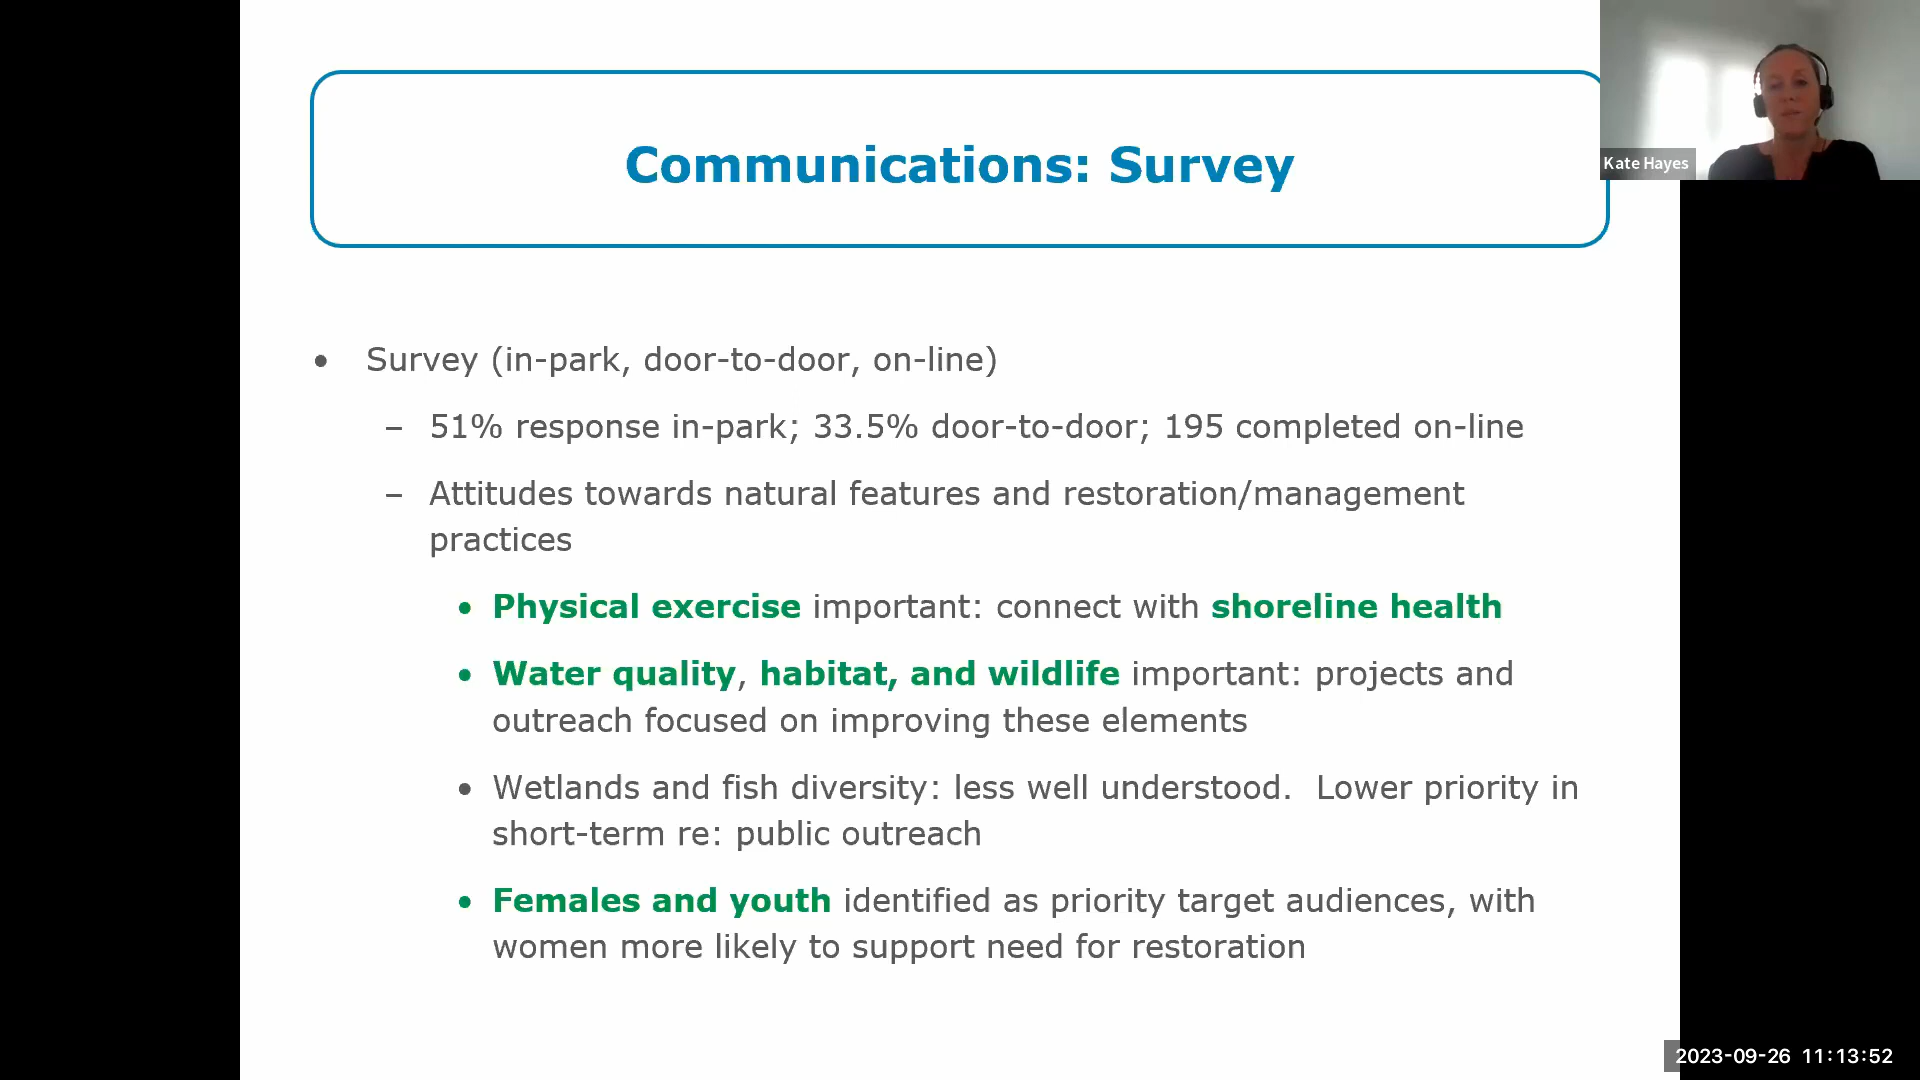 Communications: Survey
Kate Hayes
• Survey (in-park, door-to-door, on-line)
– 51% response in-park; 33.5% door-to-door; 195 completed on-line
– Attitudes towards natural features and restoration/management
practices
• Physical exercise important: connect with shoreline health
• Water quality, habitat, and wildlife important: projects and
outreach focused on improving these elements
• Wetlands and fish diversity: less well understood.  Lower priority in
short-term re: public outreach
• Females and youth identified as priority target audiences, with
women more likely to support need for restoration
2023-09-26 11:13:52